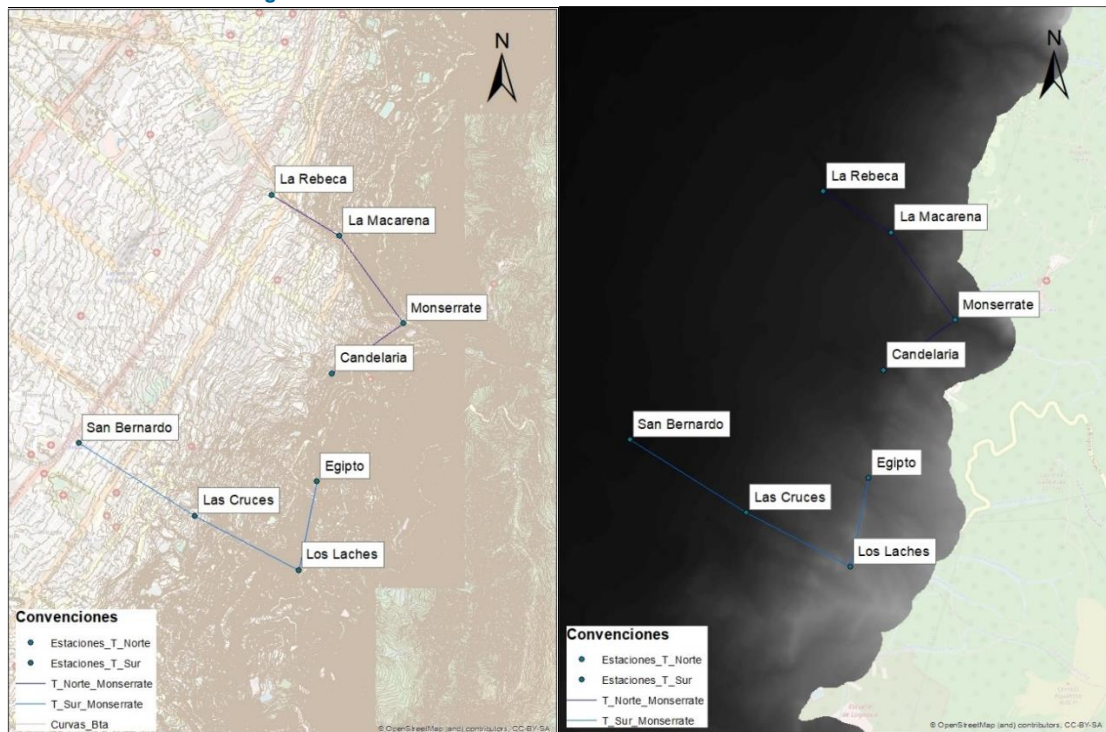 N
La Rebeca
La Macarena
Monserrate
Candelaria
San Bernardo
Egipto
Las Cruces
Los Laches
Convenciones
Estaciones_T_Norte
Estaciones_T_Sur
T_Norte_Monserrate
T_Sur_Monserrate
Curvas_Bta
© OpenStreetMap (and) contributors, CC-BY-SA
N
La Rebeca
La Macarena
Monserrate
Candelaria
San Bernardo
Egipto
Las Cruces
Los Laches
Convenciones
Estaciones_T_Norte
Estaciones_T_Sur
T_Norte_Monserrate
T_Sur_Monserrate
© OpenStreetMap (and) contributors, CC-BY-SA